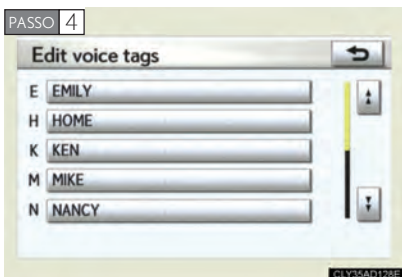 PASSO 4
Edit voice tags
E EMILY
H HOME
K KEN
M MIKE
N NANCY
CLY35AD128E